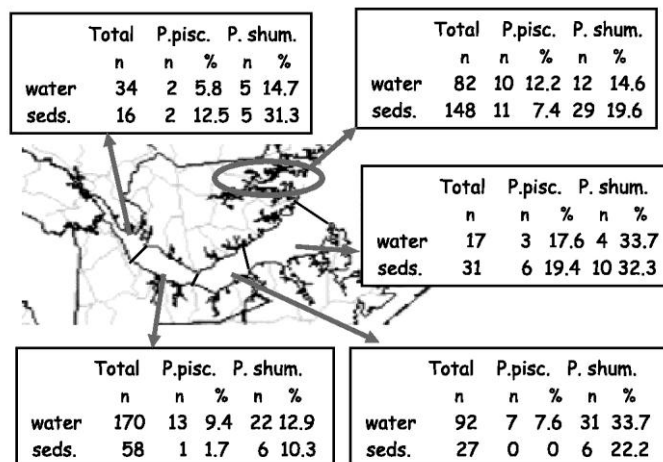 Total P.pisc. P. shum.
n n % n %
water 34 2 5.8 5 14.7
seds. 16 2 12.5 5 31.3
Total P.pisc. P. shum.
n n % n %
water 82 10 12.2 12 14.6
seds. 148 11 7.4 29 19.6
Total P.pisc. P. shum.
n n % n %
water 17 3 17.6 4 33.7
seds. 31 6 19.4 10 32.3
Total P.pisc. P. shum.
n n % n %
water 170 13 9.4 22 12.9
seds. 58 1 1.7 6 10.3
Total P.pisc. P. shum.
n n % n %
water 92 7 7.6 31 33.7
seds. 27 0 0 6 22.2